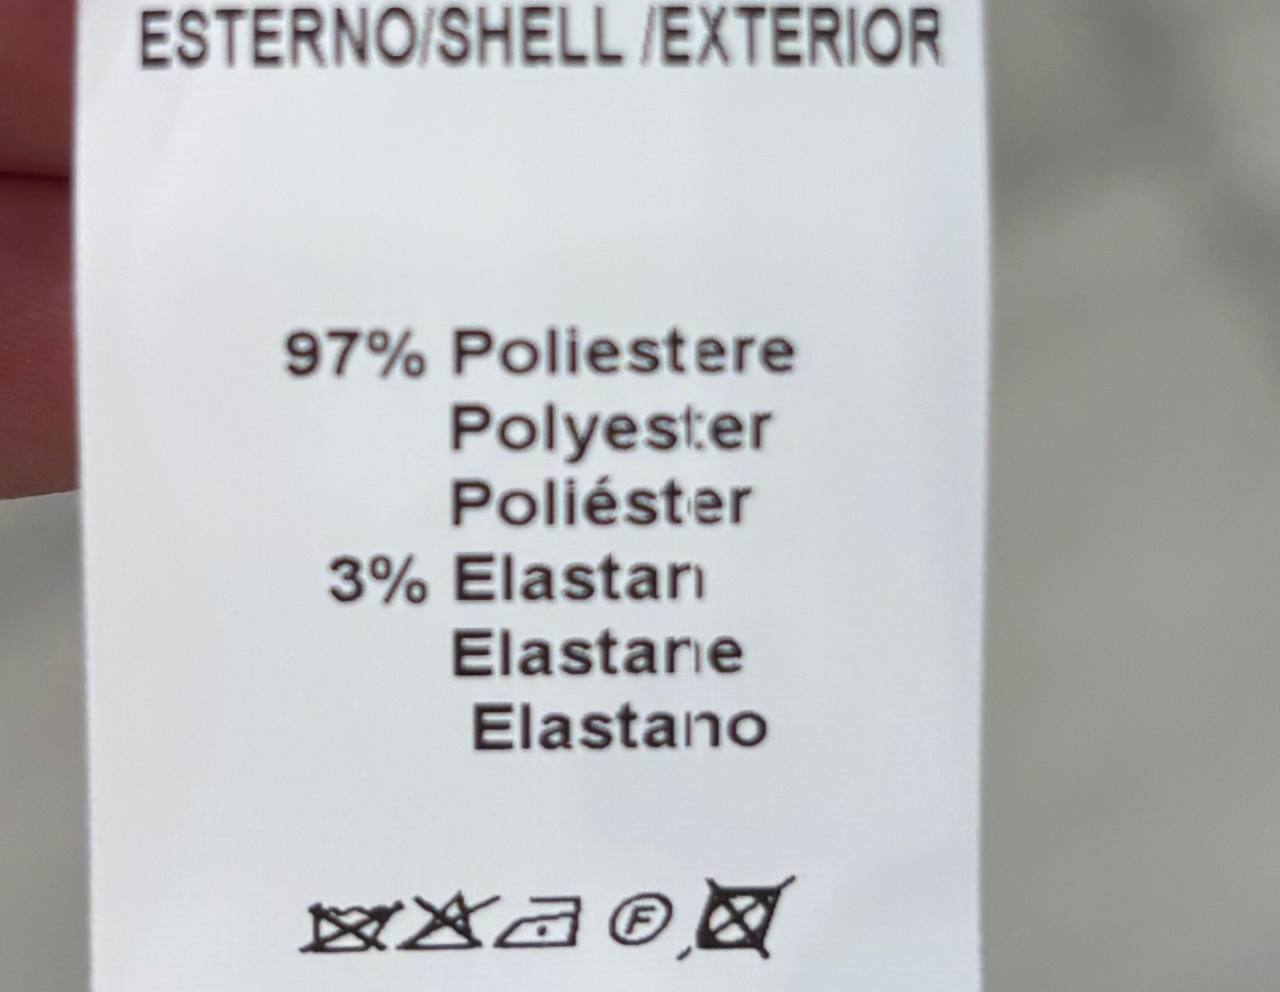 ESTERNO/SHELL /EXTERIOR
97% Poliestere
Polyester
Poliéster
3% Elastan
Elastane
Elastano
F